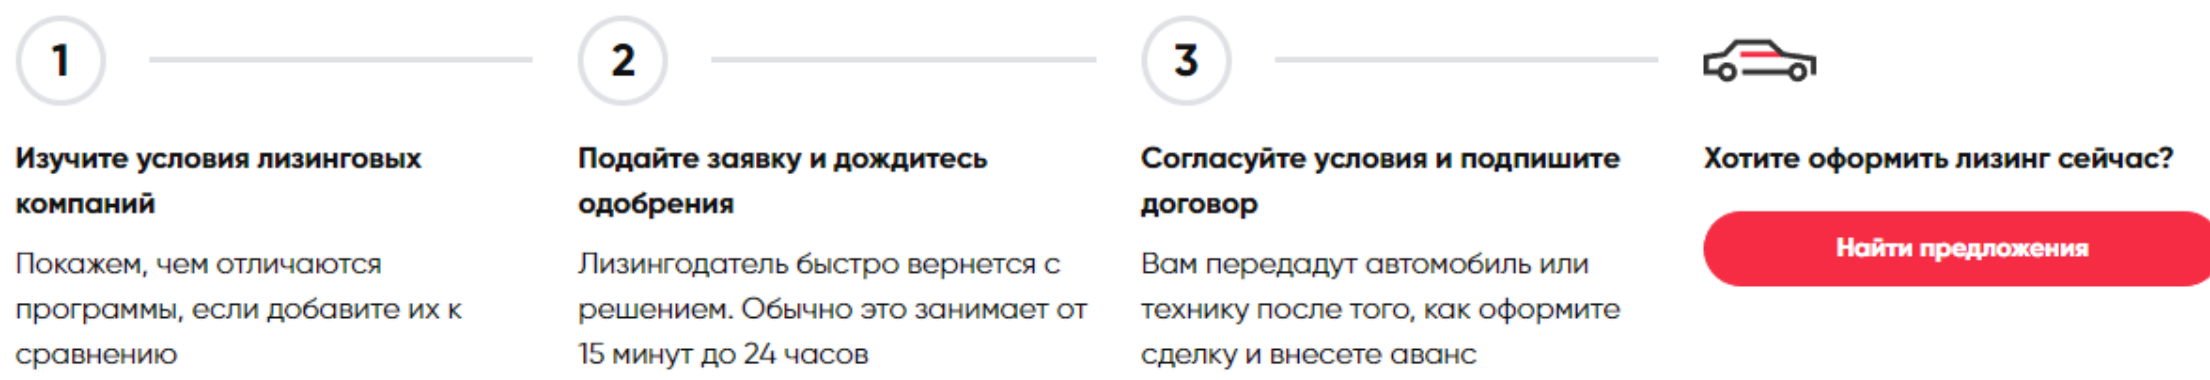 1
Изучите условия лизинговых
компаний
Покажем, чем отличаются
программы, если добавите их к
сравнению
2
Подайте заявку и дождитесь
одобрения
Лизингодатель быстро вернется с
решением. Обычно это занимает от
15 минут до 24 часов
3
Согласуйте условия и подпишите
договор
Вам передадут автомобиль или
технику после того, как оформите
сделку и внесете аванс
Хотите оформить лизинг сейчас?
Найти предложения